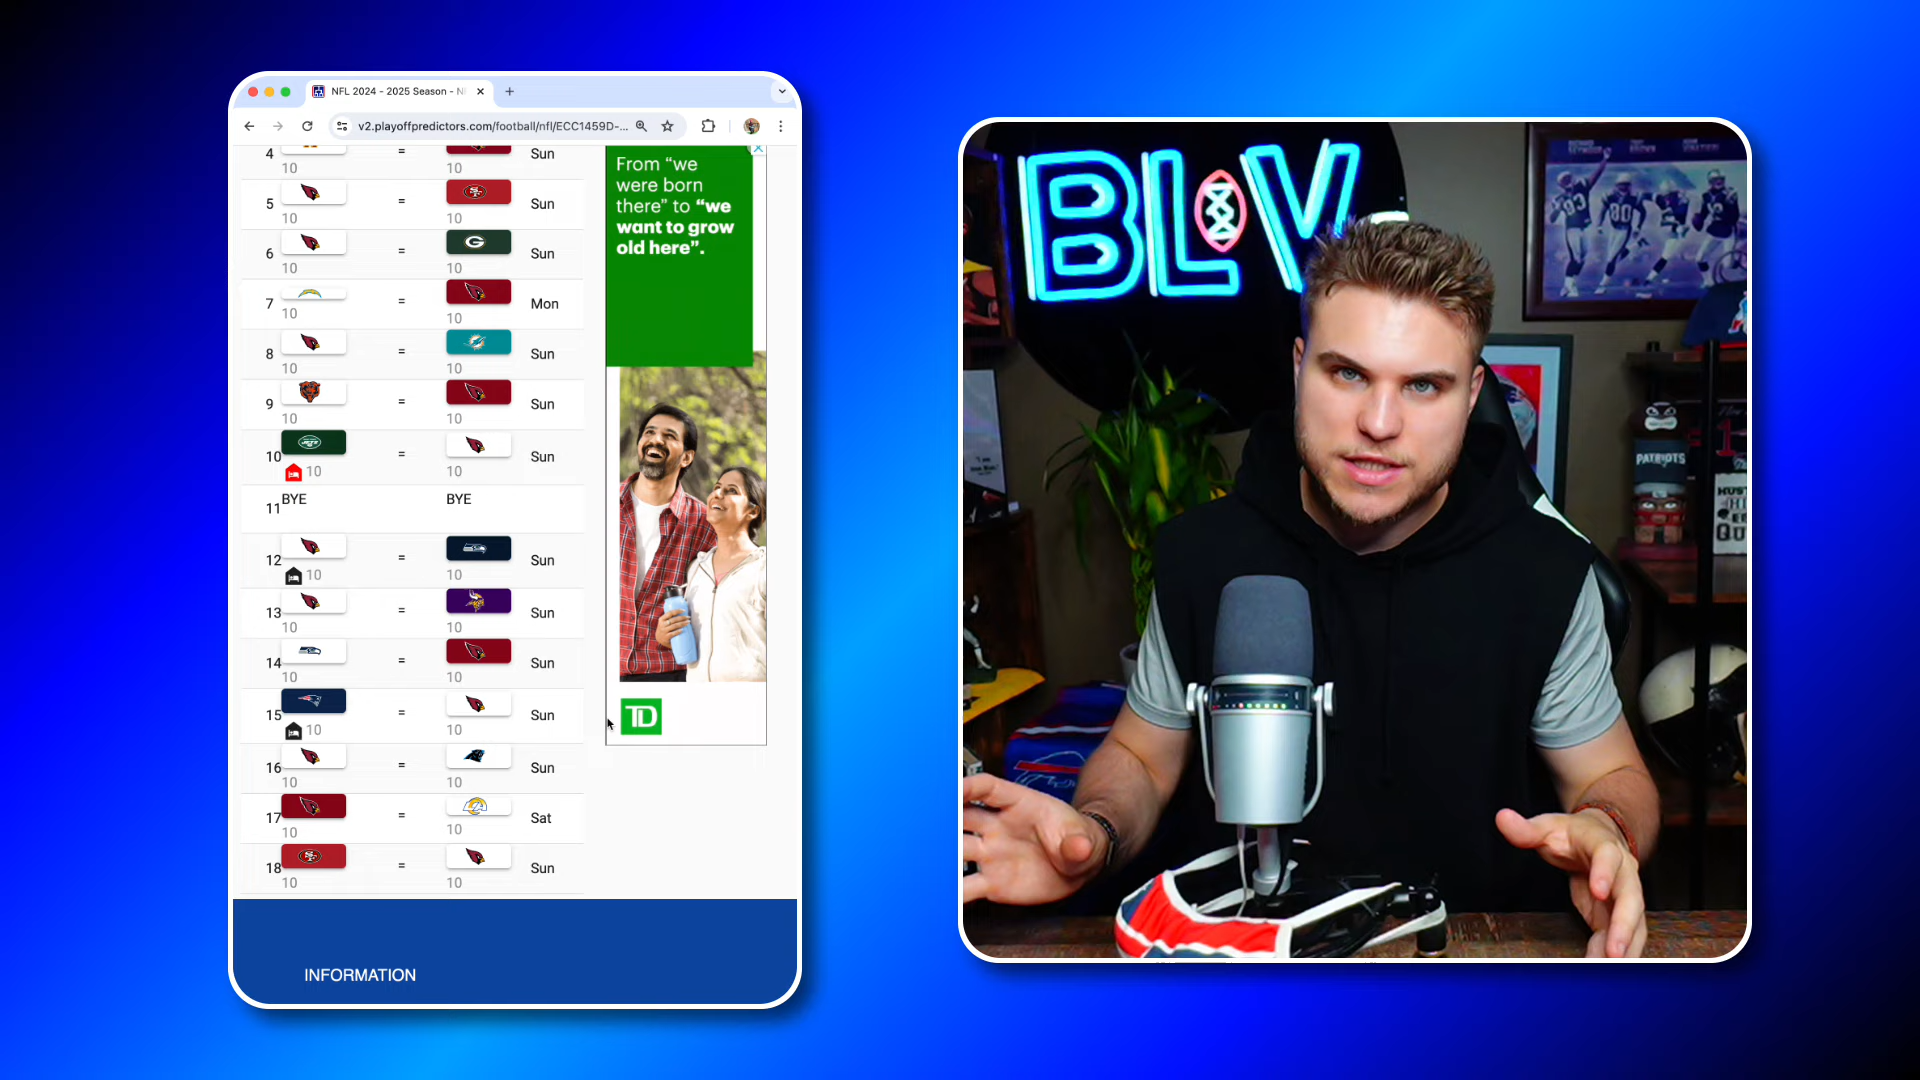 NFL 2024 - 2025 Season - N
v2.playoffpredictors.com/football/nfl/ECC1459D-...
4 = Sun
10 10
5 = Sun
10 10
6 = Sun
10 10
7 = Mon
10 10
8 = Sun
10 10
9 = Sun
10 10
10 = Sun
10 10
11 BYE BYE
12 = Sun
10 10
13 = Sun
10 10
14 = Sun
10 10
15 = Sun
10 10
16 = Sun
10 10
17 = Sat
10 10
18 = Sun
10 10
INFORMATION
From “we
were born
there” to “we
want to grow
old here”.
TD
BLV
93
80
PATRIOTS